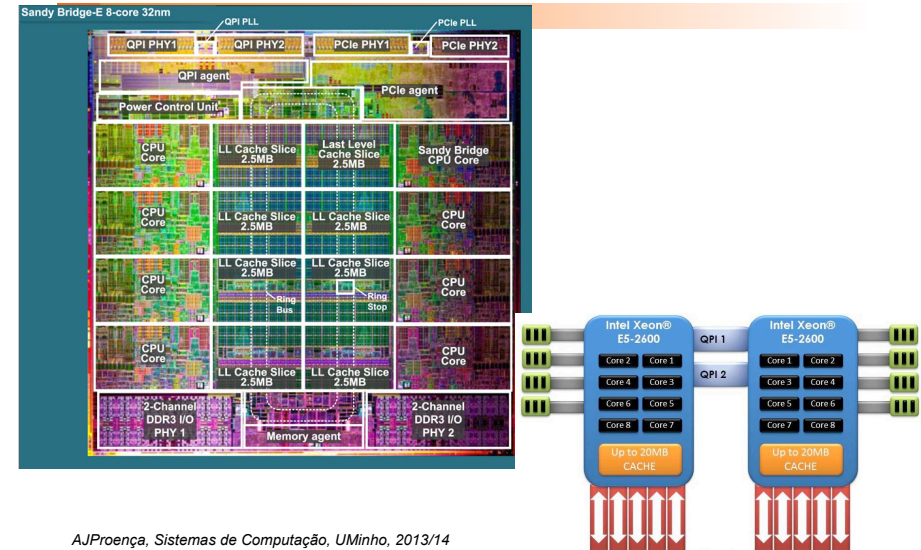 Sandy Bridge-E 8-core 32nm
QPI PLL
PCIe PLL
QPI PHY1
QPI PHY2
PCIe PHY1
PCIe PHY2
QPI agent
PCIe agent
Power Control Unit
CPU
Core
LL Cache Slice
2.5MB
Last Level
Cache Slice
2.5MB
Sandy Bridge
CPU Core
CPU
Core
LL Cache Slice
2.5MB
LL Cache Slice
2.5MB
CPU
Core
CPU
Core
LL Cache Slice
2.5MB
LL Cache Slice
2.5MB
CPU
Core
Ring
Bus
Ring
Stop
CPU
Core
LL Cache Slice
2.5MB
LL Cache Slice
2.5MB
CPU
Core
2-Channel
DDR3 I/O
PHY 1
Memory agent
2-Channel
DDR3 I/O
PHY 2
Intel Xeon®
E5-2600
Core 2 Core 1
Core 4 Core 3
Core 6 Core 5
Core 8 Core 7
Up to 20MB
CACHE
QPI 1
QPI 2
Intel Xeon®
E5-2600
Core 1 Core 2
Core 3 Core 4
Core 5 Core 6
Core 7 Core 8
Up to 20MB
CACHE
AJProença, Sistemas de Computação, UMinho, 2013/14